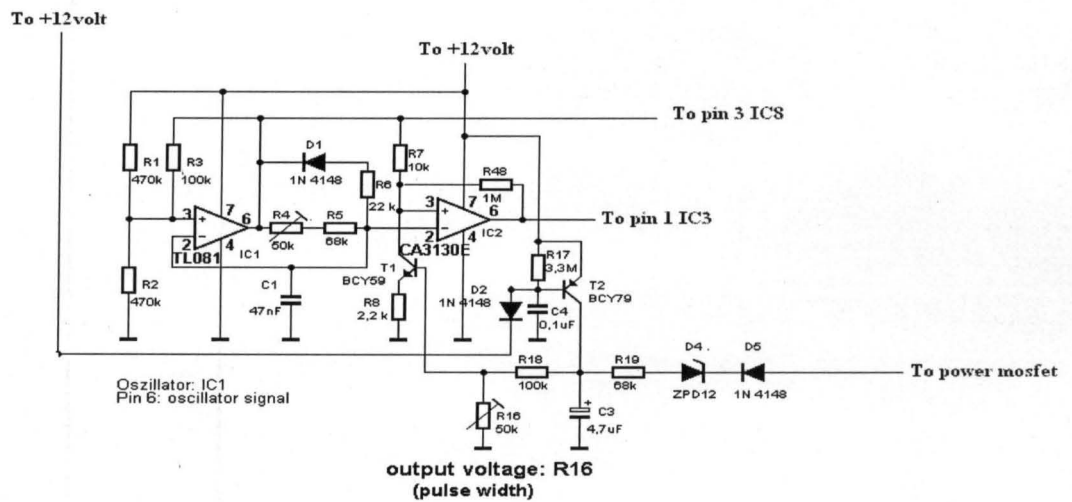 To +12volt
To +12volt
To pin 3 IC8
R1
470k
R3
100k
D1
1N 4148
R6
22 k
R7
10k
R48
1M
3
+
7
6
-
2
4
TL081
IC1
R4
50k
R5
68k
3
+
7
6
-
2
4
IC2
CA3130E
To pin 1 IC3
R2
470k
C1
47nF
T1
BCY59
R8
2,2 k
D2
1N 4148
R17
3,3M
T2
BCY79
C4
0,1uF
Oszillator: IC1
Pin 6: oscillator signal
R18
100k
R19
68k
D4
ZPD12
D5
1N 4148
To power mosfet
R16
50k
+
C3
4,7uF
output voltage: R16
(pulse width)